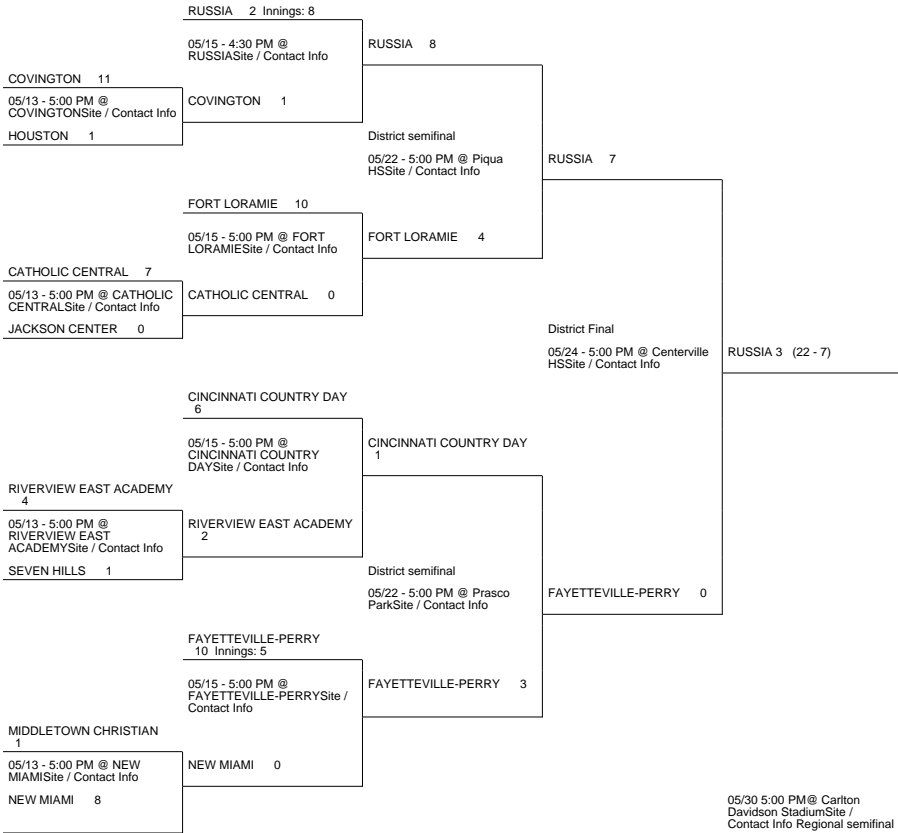 RUSSIA 2 Innings: 8
05/15 - 4:30 PM @
RUSSIASite / Contact Info
RUSSIA 8
COVINGTON 11
05/13 - 5:00 PM @
COVINGTONSite / Contact Info
COVINGTON 1
HOUSTON 1
District semifinal
05/22 - 5:00 PM @ Piqua
HSSite / Contact Info
RUSSIA 7
FORT LORAMIE 10
05/15 - 5:00 PM @ FORT
LORAMIESite / Contact Info
FORT LORAMIE 4
CATHOLIC CENTRAL 7
05/13 - 5:00 PM @ CATHOLIC
CENTRALSite / Contact Info
CATHOLIC CENTRAL 0
JACKSON CENTER 0
District Final
05/24 - 5:00 PM @ Centerville
HSSite / Contact Info
RUSSIA 3 (22 - 7)
CINCINNATI COUNTRY DAY
6
05/15 - 5:00 PM @
CINCINNATI COUNTRY
DAYSite / Contact Info
CINCINNATI COUNTRY DAY
1
RIVERVIEW EAST ACADEMY
4
05/13 - 5:00 PM @
RIVERVIEW EAST
ACADEMYSite / Contact Info
RIVERVIEW EAST ACADEMY
2
SEVEN HILLS 1
District semifinal
05/22 - 5:00 PM @ Prasco
ParkSite / Contact Info
FAYETTEVILLE-PERRY 0
FAYETTEVILLE-PERRY
10 Innings: 5
05/15 - 5:00 PM @
FAYETTEVILLE-PERRYSite /
Contact Info
FAYETTEVILLE-PERRY 3
MIDDLETOWN CHRISTIAN
1
05/13 - 5:00 PM @ NEW
MIAMISite / Contact Info
NEW MIAMI 0
NEW MIAMI 8
05/30 5:00 PM@ Carlton
Davidson StadiumSite /
Contact Info Regional semifinal